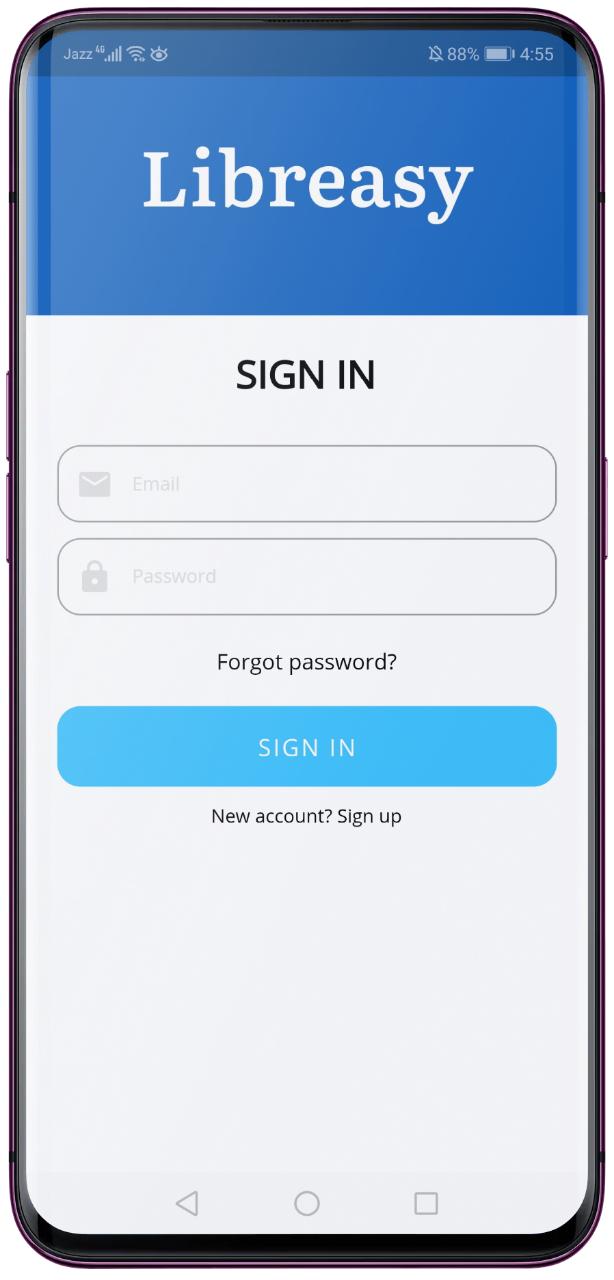 Jazz 4G 88% 4:55
Libreasy
SIGN IN
Email
Password
Forgot password?
SIGN IN
New account? Sign up